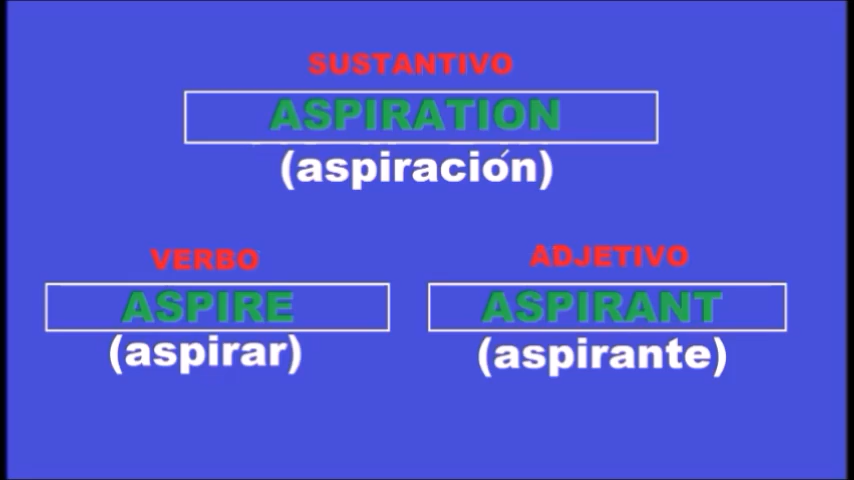 SUSTANTIVO
ASPIRATION
(aspiración)
VERBO
ASPIRE
(aspirar)
ADJETIVO
ASPIRANT
(aspirante)